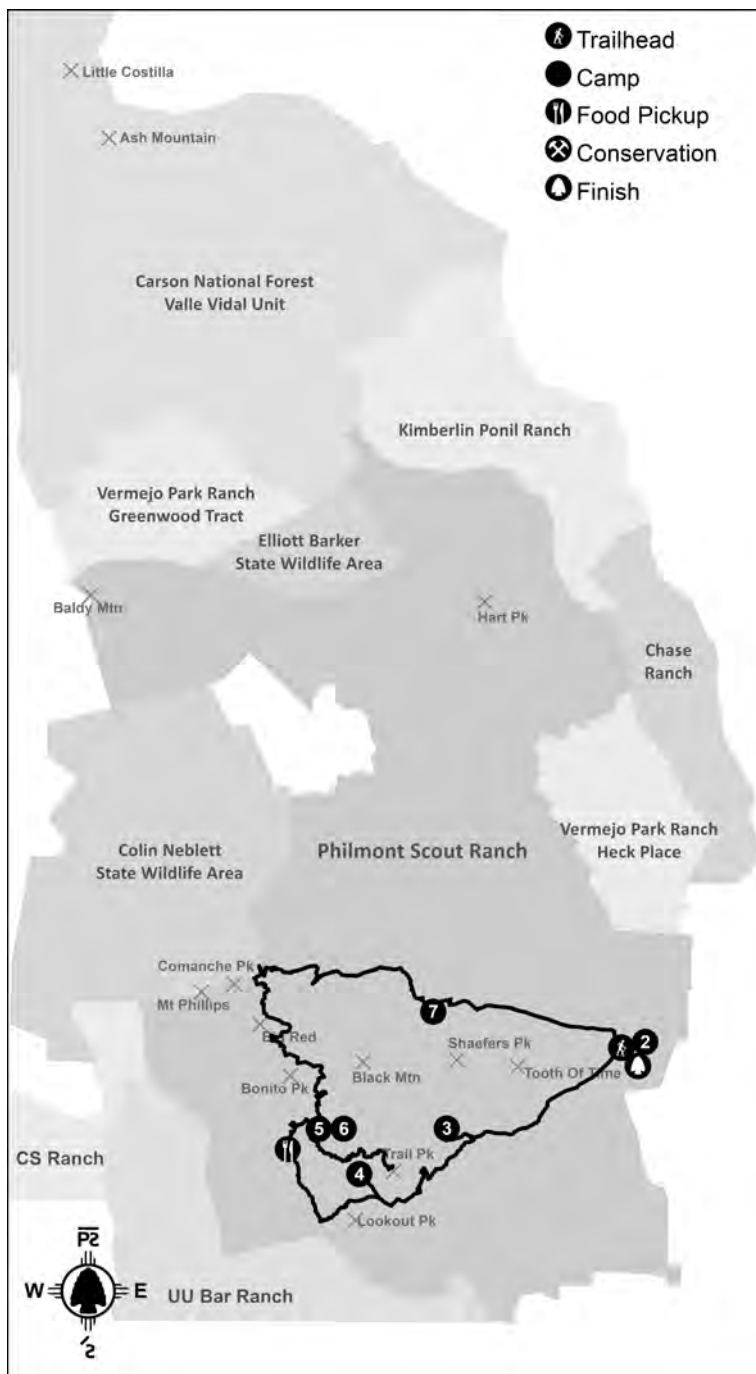 Trailhead
Camp
Food Pickup
Conservation
Finish
Little Costilla
Ash Mountain
Carson National Forest
Valle Vidal Unit
Kimberlin Ponil Ranch
Vermejo Park Ranch
Greenwood Tract
Elliott Barker
State Wildlife Area
Baldy Mtn
Hart Pk
Chase
Ranch
Vermejo Park Ranch
Heck Place
Colin Neblett
State Wildlife Area
Philmont Scout Ranch
Comanche Pk
Mt Phillips
7
Big Red
2
Shaefers Pk
Black Mtn
Tooth Of Time
Bonito Pk
5
6
3
CS Ranch
Trail Pk
4
Lookout Pk
W
E
UU Bar Ranch